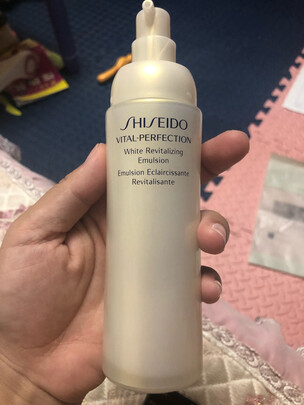 SHISEIDO
VITAL-PERFECTION
White Revitalizing
Emulsion
Emulsion Eclaircissante
Revitalisante